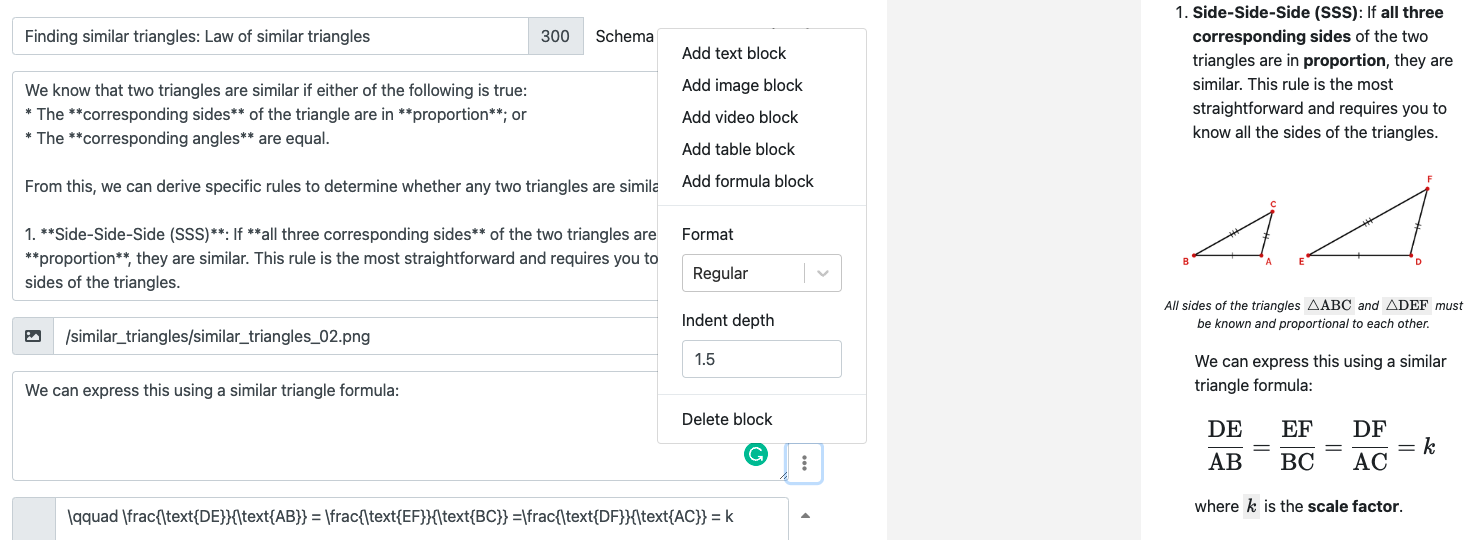 Finding similar triangles: Law of similar triangles
300
Schema
We know that two triangles are similar if either of the following is true:
* The **corresponding sides** of the triangle are in **proportion**; or
* The **corresponding angles** are equal.
From this, we can derive specific rules to determine whether any two triangles are simila
1. **Side-Side-Side (SSS)**: If **all three corresponding sides** of the two triangles are
**proportion**, they are similar. This rule is the most straightforward and requires you to
sides of the triangles.
/similar_triangles/similar_triangles_02.png
We can express this using a similar triangle formula:
G
\qquad \frac{\text{DE}}{\text{AB}} = \frac{\text{EF}}{\text{BC}} =\frac{\text{DF}}{\text{AC}} = k
Add text block
Add image block
Add video block
Add table block
Add formula block
Format
Regular
Indent depth
1.5
Delete block
1. Side-Side-Side (SSS): If all three
corresponding sides of the two
triangles are in proportion, they are
similar. This rule is the most
straightforward and requires you to
know all the sides of the triangles.
F
C
B
A
E
D
All sides of the triangles △ABC and △DEF must
be known and proportional to each other.
We can express this using a similar
triangle formula:
DE/AB = EF/BC = DF/AC = k
where k is the scale factor.